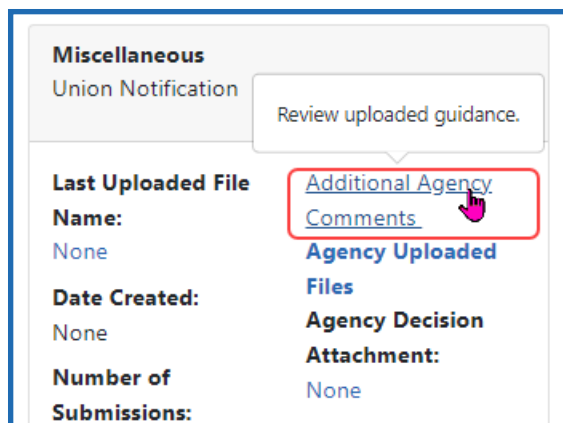 Miscellaneous
Union Notification
Review uploaded guidance.
Last Uploaded File
Name:
None
Date Created:
None
Number of
Submissions:
Additional Agency
Comments
Agency Uploaded
Files
Agency Decision
Attachment:
None